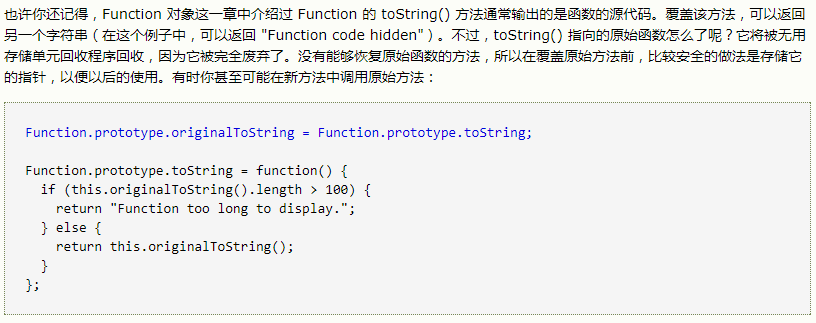 也许你还记得，Function 对象这一章中介绍过 Function 的 toString() 方法通常输出的是函数的源代码。覆盖该方法，可以返回
另一个字符串（在这个例子中，可以返回 "Function code hidden"）。不过，toString() 指向的原始函数怎么了呢？它将被无用
存储单元回收程序回收，因为它被完全废弃了。没有能够恢复原始函数的方法，所以在覆盖原始方法前，比较安全的做法是存储它
的指针，以便以后的使用。有时你甚至可能在新方法中调用原始方法：
Function.prototype.originalToString = Function.prototype.toString;
Function.prototype.toString = function() {
  if (this.originalToString().length > 100) {
    return "Function too long to display.";
  } else {
    return this.originalToString();
  }
};